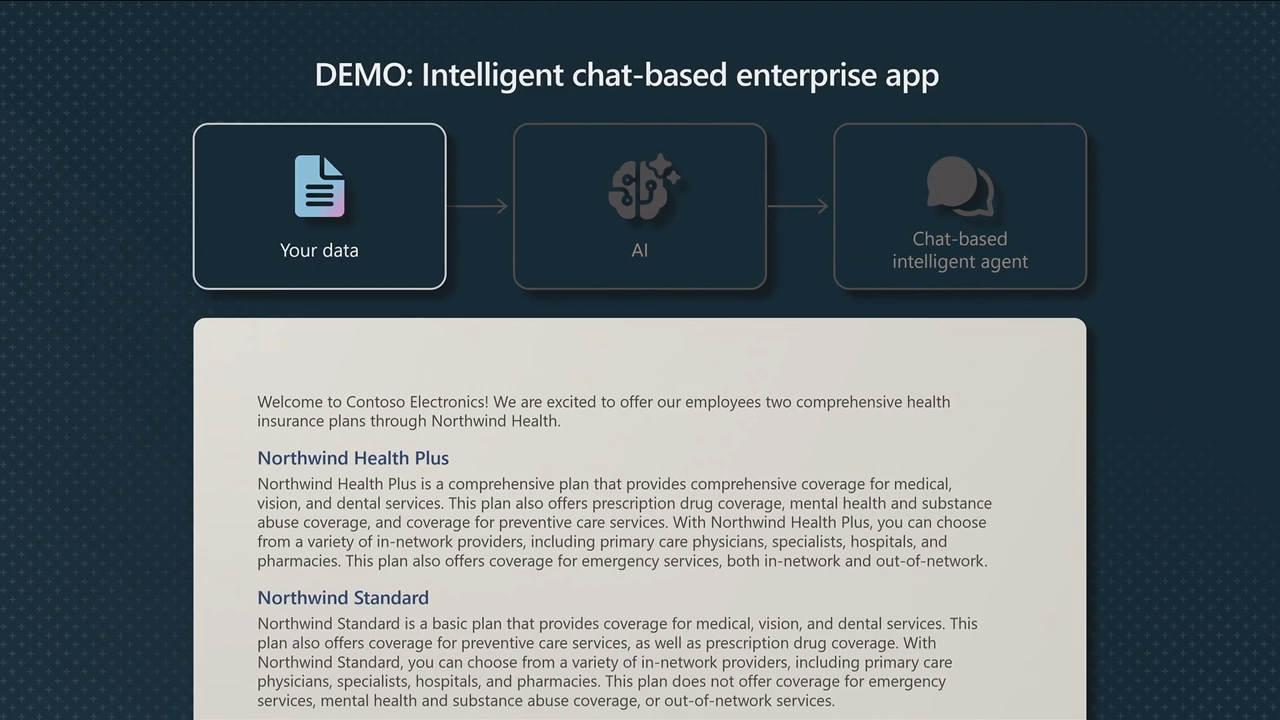 DEMO: Intelligent chat-based enterprise app
Your data
AI
Chat-based
intelligent agent
Welcome to Contoso Electronics! We are excited to offer our employees two comprehensive health
insurance plans through Northwind Health.
Northwind Health Plus
Northwind Health Plus is a comprehensive plan that provides comprehensive coverage for medical,
vision, and dental services. This plan also offers prescription drug coverage, mental health and substance
abuse coverage, and coverage for preventive care services. With Northwind Health Plus, you can choose
from a variety of in-network providers, including primary care physicians, specialists, hospitals, and
pharmacies. This plan also offers coverage for emergency services, both in-network and out-of-network.
Northwind Standard
Northwind Standard is a basic plan that provides coverage for medical, vision, and dental services. This
plan also offers coverage for preventive care services, as well as prescription drug coverage. With
Northwind Standard, you can choose from a variety of in-network providers, including primary care
physicians, specialists, hospitals, and pharmacies. This plan does not offer coverage for emergency
services, mental health and substance abuse coverage, or out-of-network services.